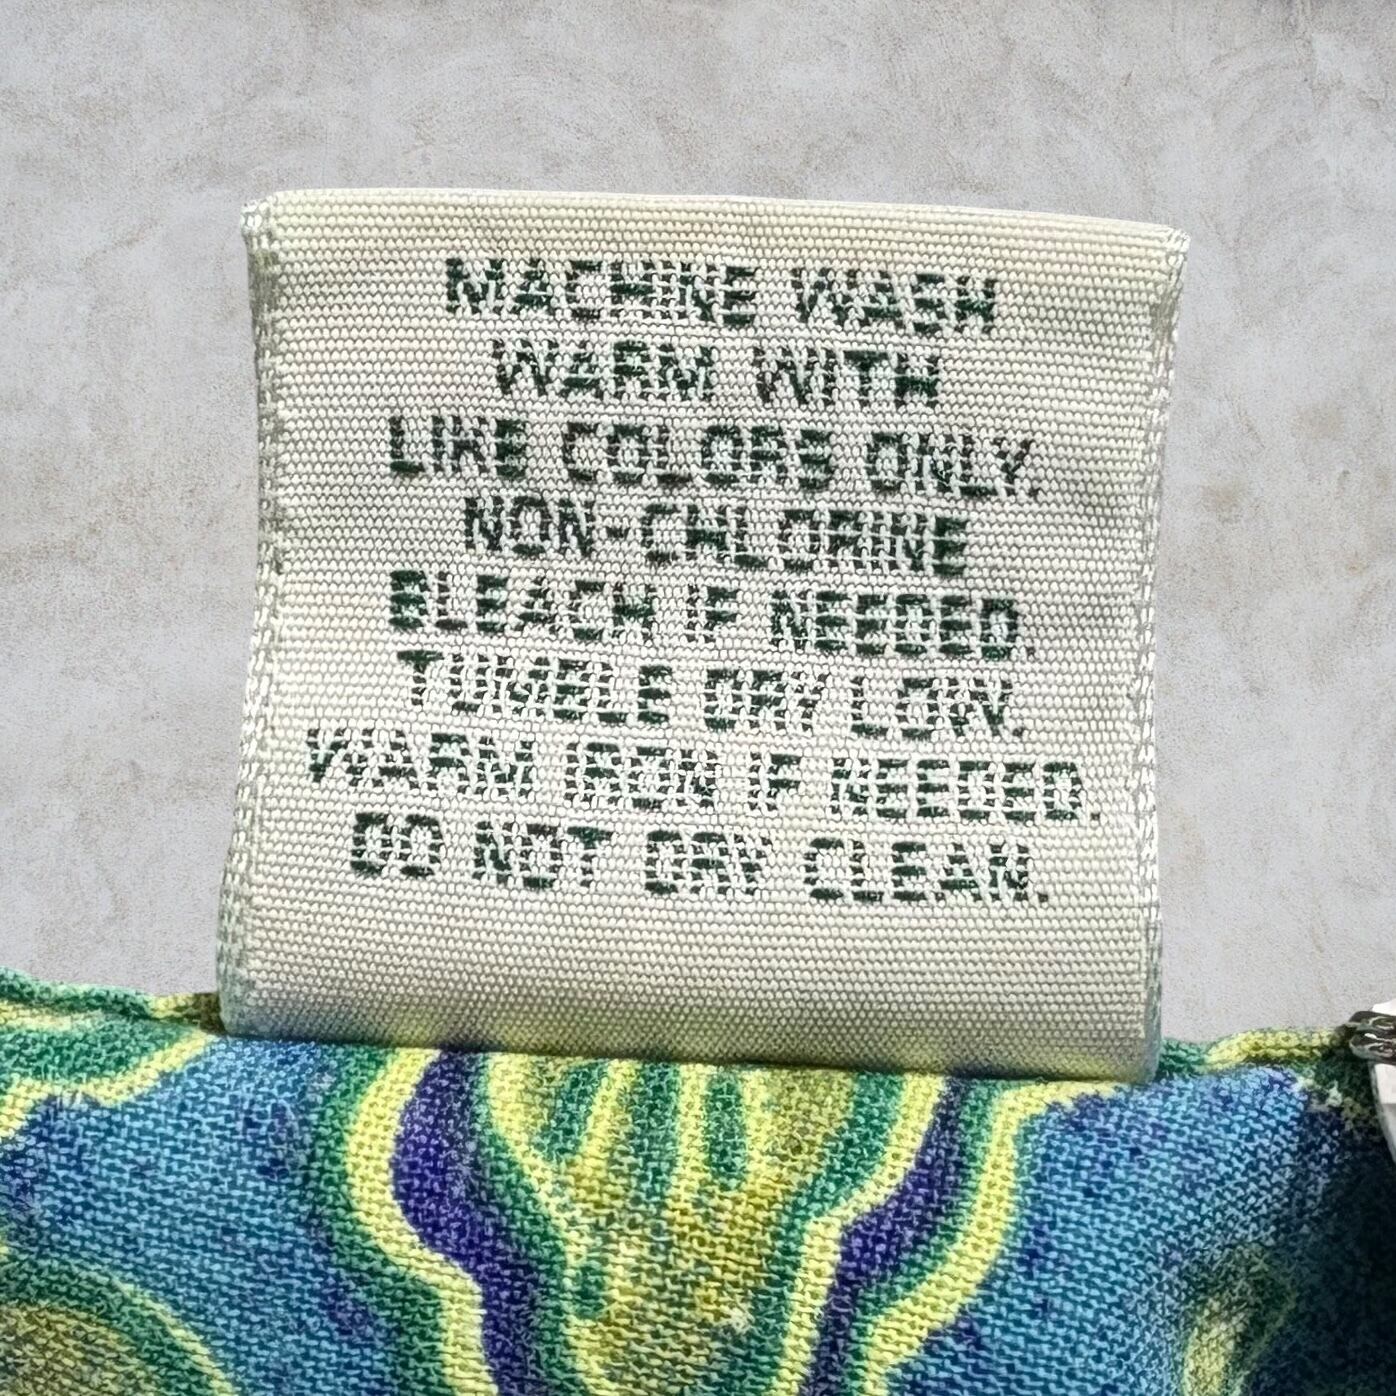 MACHINE WASH
WARM WITH
LIKE COLORS ONLY.
NON-CHLORINE
BLEACH IF NEEDED.
TUMBLE DRY LOW.
WARM IRON IF NEEDED.
DO NOT DRY CLEAN.